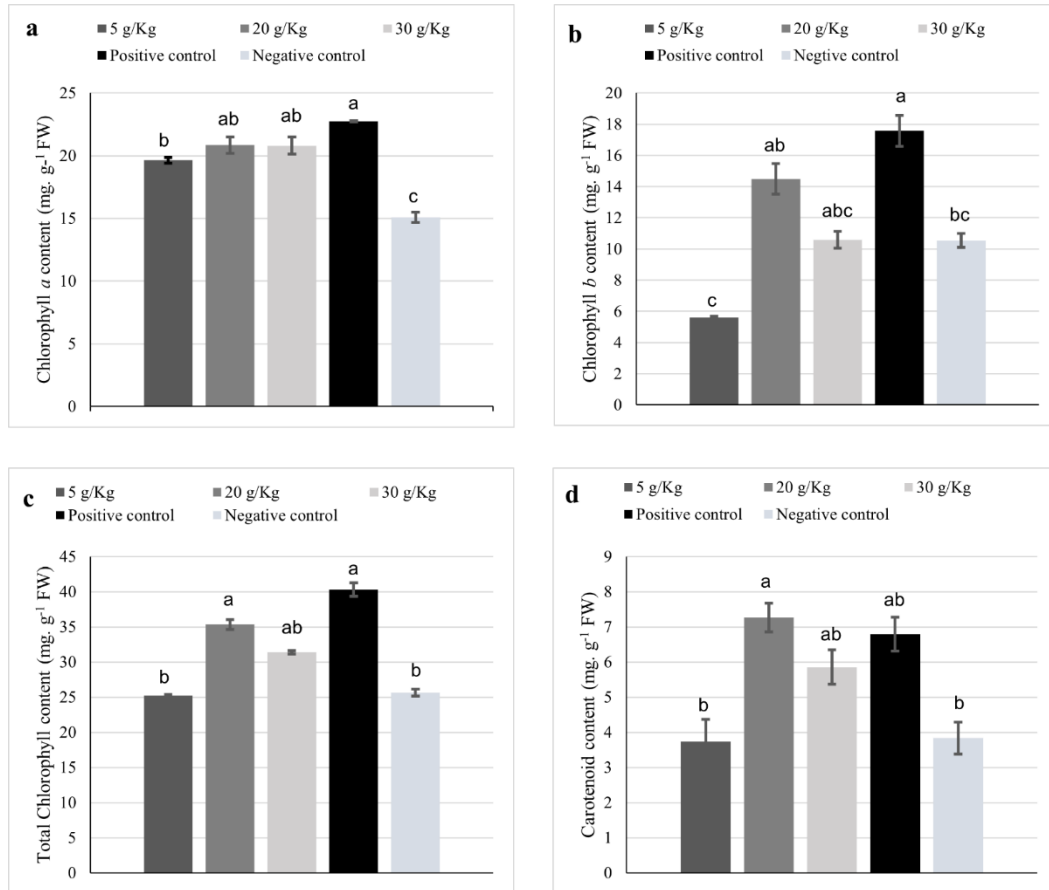 a
5 g/Kg 20 g/Kg 30 g/Kg
Positive control Negative control
Chlorophyll a content (mg. g-¹ FW)
25
20
15
10
5
0
b
ab
ab
a
c
b
5 g/Kg 20 g/Kg 30 g/Kg
Positive control Negtive control
Chlorophyll b content (mg. g⁻¹ FW)
20
18
16
14
12
10
8
6
4
2
0
c
ab
abc
a
bc
c
5 g/Kg 20 g/Kg 30 g/Kg
Positive control Negative control
Total Chlorophyll content (mg. g⁻¹ FW)
45
40
35
30
25
20
15
10
5
0
b
a
ab
a
b
d
5 g/Kg 20 g/Kg 30 g/Kg
Positive control Negative control
Carotenoid content (mg. g⁻¹ FW)
9
8
7
6
5
4
3
2
1
0
b
a
ab
ab
b